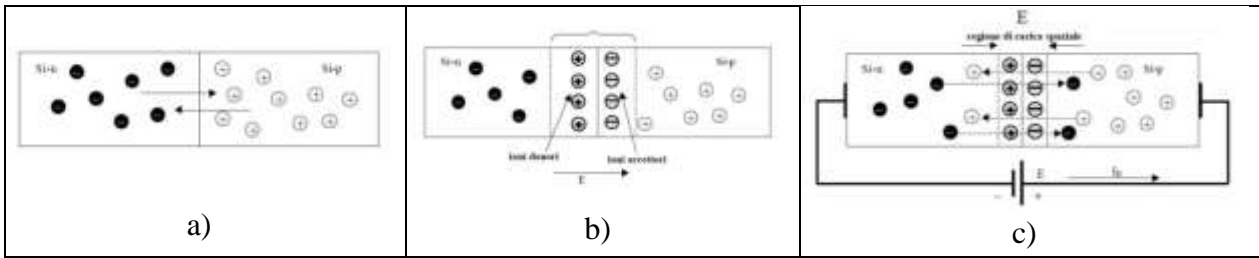 Si-n
Si-p
a)
Si-n
Si-p
ioni donori
ioni accettori
E
b)
E
regione di carica spaziale
Si-n
Si-p
E
− +
c)